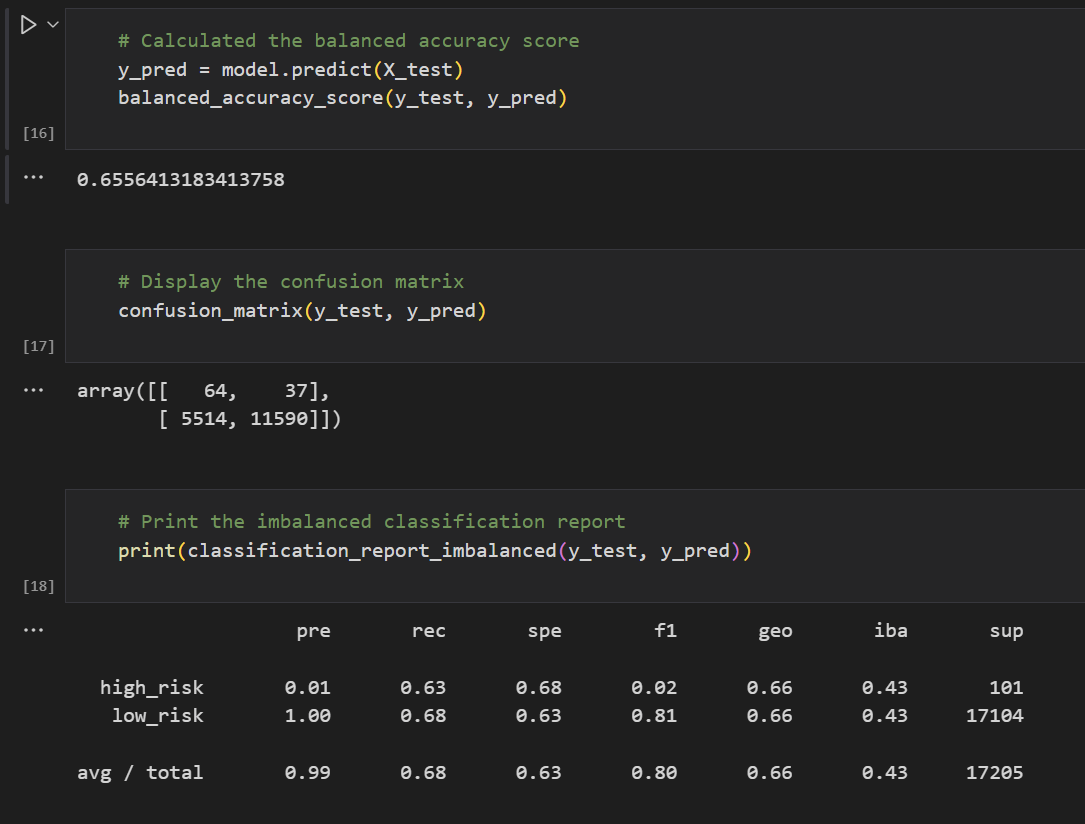 # Calculated the balanced accuracy score
y_pred = model.predict(X_test)
balanced_accuracy_score(y_test, y_pred)
[16]
... 0.6556413183413758
# Display the confusion matrix
confusion_matrix(y_test, y_pred)
[17]
... array([[   64,    37],
       [ 5514, 11590]])
# Print the imbalanced classification report
print(classification_report_imbalanced(y_test, y_pred))
[18]
...                    pre       rec       spe        f1       geo       iba       sup
  high_risk       0.01      0.63      0.68      0.02      0.66      0.43       101
   low_risk       1.00      0.68      0.63      0.81      0.66      0.43     17104
avg / total       0.99      0.68      0.63      0.80      0.66      0.43     17205